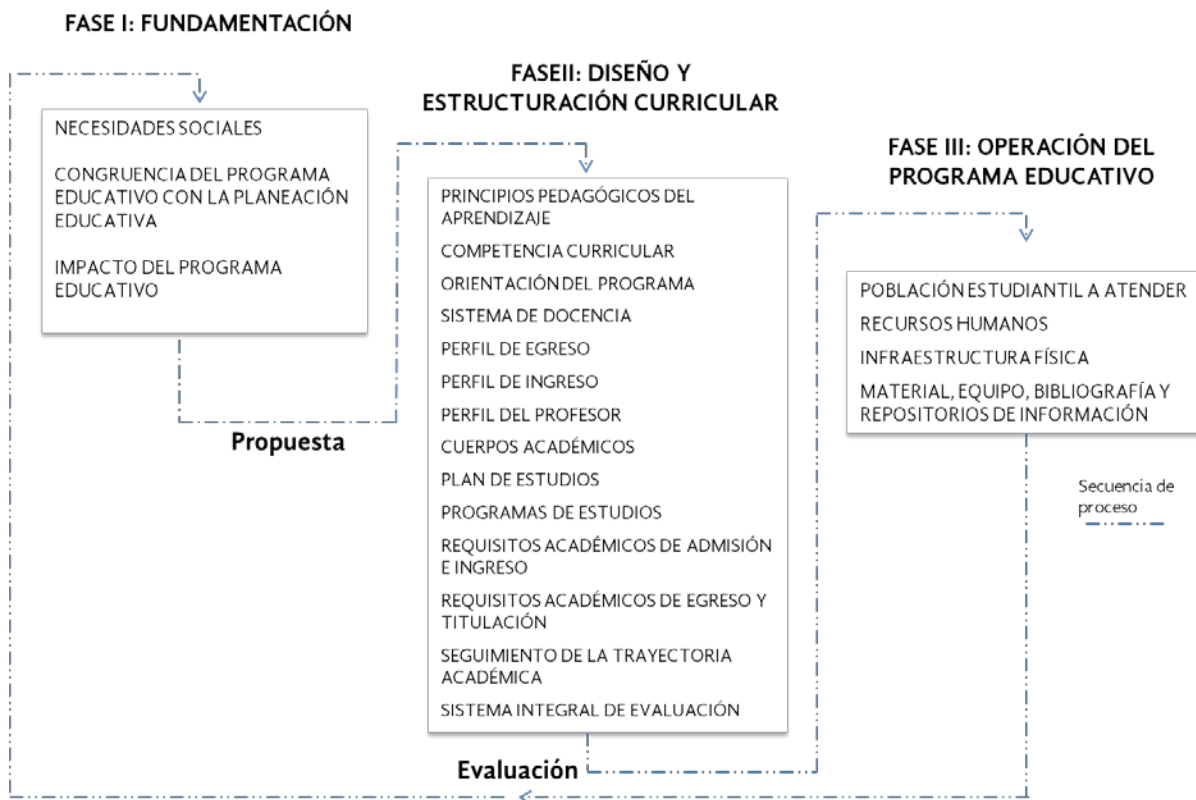 FASE I: FUNDAMENTACIÓN
NECESIDADES SOCIALES
CONGRUENCIA DEL PROGRAMA
EDUCATIVO CON LA PLANEACIÓN
EDUCATIVA
IMPACTO DEL PROGRAMA
EDUCATIVO
Propuesta
FASEII: DISEÑO Y
ESTRUCTURACIÓN CURRICULAR
PRINCIPIOS PEDAGÓGICOS DEL
APRENDIZAJE
COMPETENCIA CURRICULAR
ORIENTACIÓN DEL PROGRAMA
SISTEMA DE DOCENCIA
PERFIL DE EGRESO
PERFIL DE INGRESO
PERFIL DEL PROFESOR
CUERPOS ACADÉMICOS
PLAN DE ESTUDIOS
PROGRAMAS DE ESTUDIOS
REQUISITOS ACADÉMICOS DE ADMISIÓN
E INGRESO
REQUISITOS ACADÉMICOS DE EGRESO Y
TITULACIÓN
SEGUIMIENTO DE LA TRAYECTORIA
ACADÉMICA
SISTEMA INTEGRAL DE EVALUACIÓN
Evaluación
FASE III: OPERACIÓN DEL
PROGRAMA EDUCATIVO
POBLACIÓN ESTUDIANTIL A ATENDER
RECURSOS HUMANOS
INFRAESTRUCTURA FÍSICA
MATERIAL, EQUIPO, BIBLIOGRAFÍA Y
REPOSITORIOS DE INFORMACIÓN
Secuencia de
proceso